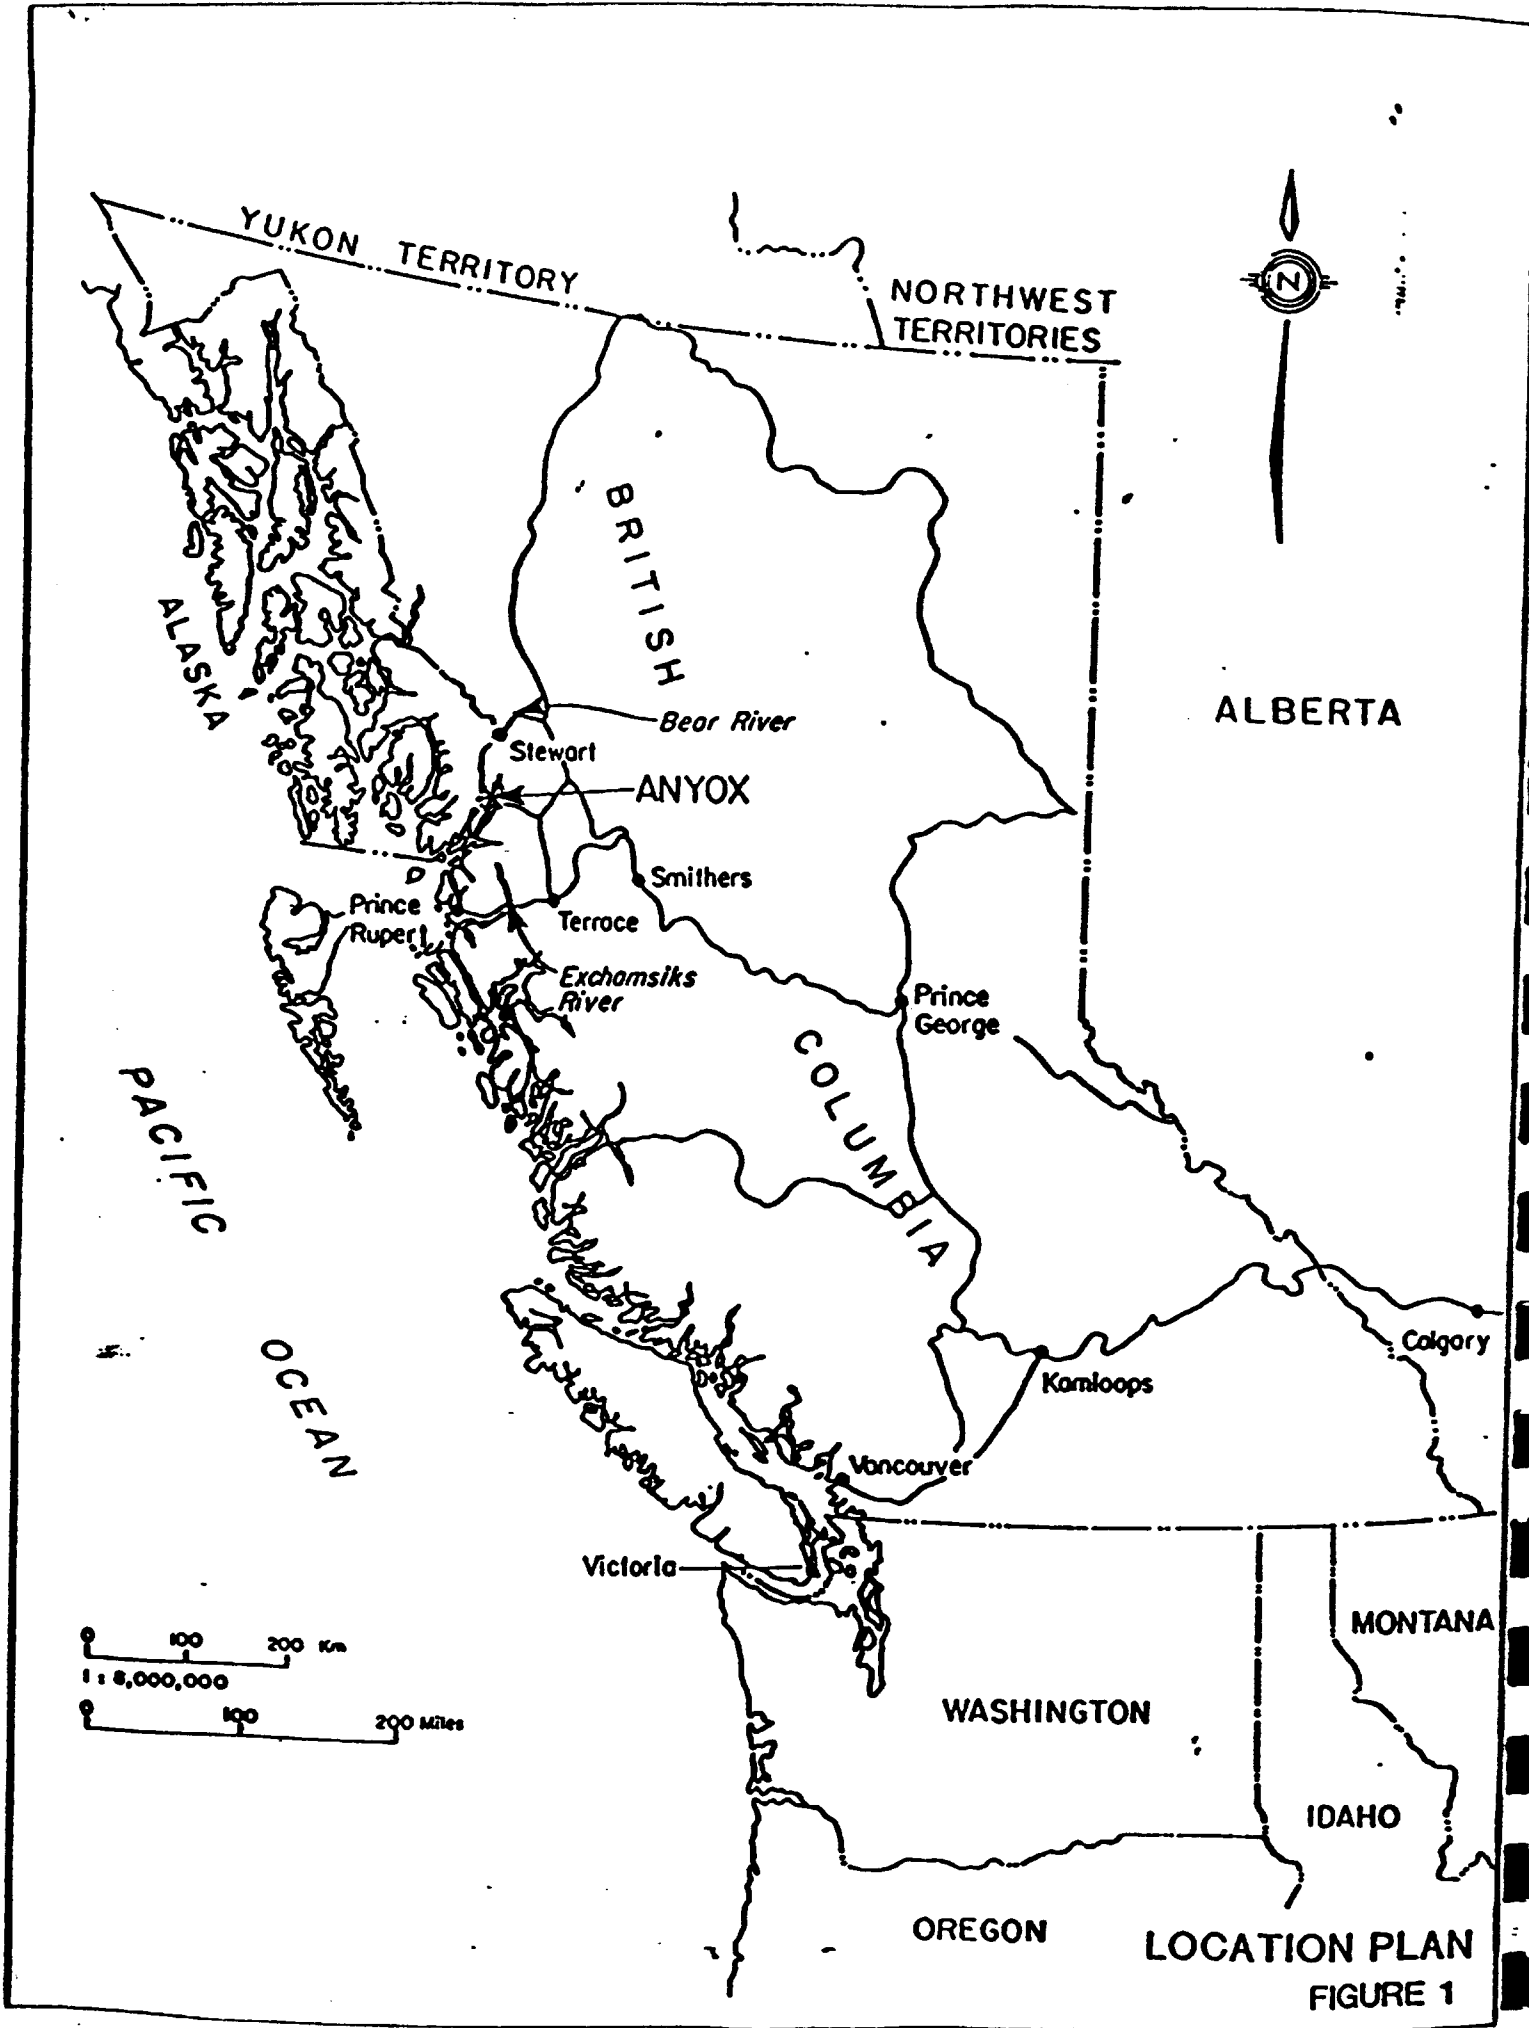 YUKON TERRITORY
NORTHWEST
TERRITORIES
N
BRITISH
COLUMBIA
ALASKA
ALBERTA
Bear River
Stewart
ANYOX
Smithers
Prince
Rupert
Terrace
Exchamsiks
River
Prince
George
PACIFIC
OCEAN
Calgary
Kamloops
Vancouver
Victoria
MONTANA
0 100 200 Km
1 : 8,000,000
0 100 200 Miles
WASHINGTON
IDAHO
OREGON
LOCATION PLAN
FIGURE 1